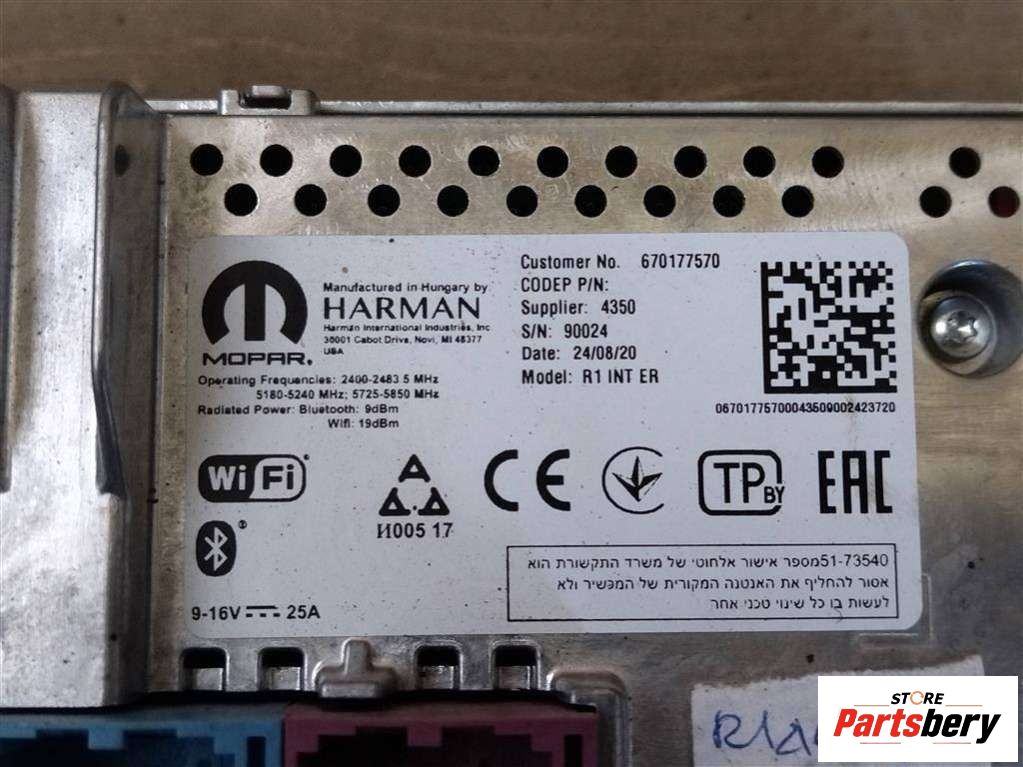 Customer No. 670177570
CODEP P/N:
Supplier: 4350
S/N: 90024
Date: 24/08/20
Model: R1 INT ER
Manufactured in Hungary by
HARMAN
Harman International Industries, Inc
30001 Cabot Drive, Novi, MI 48377
USA
MOPAR.
Operating Frequencies: 2400-2483 5 MHz
5180-5240 MHz; 5725-5850 MHz
Radiated Power: Bluetooth: 9dBm
Wifi: 19dBm
0670177570004350900242372​0
Wi Fi
A
И005 17
CE
TP BY
EAC
51-73540מספר אישור אלחוטי של משרד התקשורת הוא
אסור להחליף את האנטנה המקורית של המכשיר ולא
לעשות בו כל שינוי טכני אחר
9-16V 25A
STORE
Partsbery